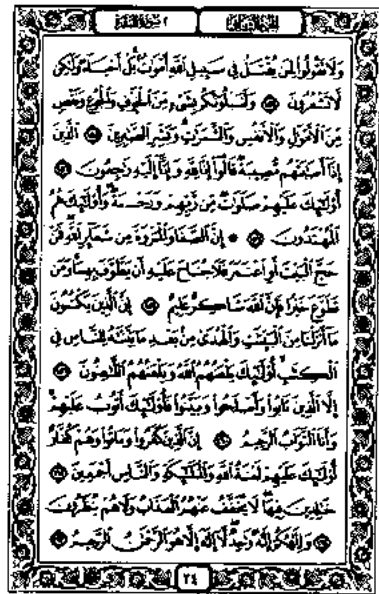 الجزء الثاني ٢ سورة البقرة
وَلَا تَقُولُوا۟ لِمَن يُقْتَلُ فِى سَبِيلِ ٱللَّهِ أَمْوَٰتٌۢ بَلْ أَحْيَآءٌ وَلَٰكِن
لَّا تَشْعُرُونَ ١٥٤ وَلَنَبْلُوَنَّكُم بِشَىْءٍ مِّنَ ٱلْخَوْفِ وَٱلْجُوعِ وَنَقْصٍ
مِّنَ ٱلْأَمْوَٰلِ وَٱلْأَنفُسِ وَٱلثَّمَرَٰتِ وَبَشِّرِ ٱلصَّٰبِرِينَ ١٥٥ ٱلَّذِينَ
إِذَآ أَصَٰبَتْهُم مُّصِيبَةٌ قَالُوٓا۟ إِنَّا لِلَّهِ وَإِنَّآ إِلَيْهِ رَٰجِعُونَ ١٥٦
أُو۟لَٰٓئِكَ عَلَيْهِمْ صَلَوَٰتٌ مِّن رَّبِّهِمْ وَرَحْمَةٌ وَأُو۟لَٰٓئِكَ هُمُ
ٱلْمُهْتَدُونَ ١٥٧ ۞ إِنَّ ٱلصَّفَا وَٱلْمَرْوَةَ مِن شَعَآئِرِ ٱللَّهِ فَمَنْ
حَجَّ ٱلْبَيْتَ أَوِ ٱعْتَمَرَ فَلَا جُنَاحَ عَلَيْهِ أَن يَطَّوَّفَ بِهِمَا وَمَن
تَطَوَّعَ خَيْرًا فَإِنَّ ٱللَّهَ شَاكِرٌ عَلِيمٌ ١٥٨ إِنَّ ٱلَّذِينَ يَكْتُمُونَ
مَآ أَنزَلْنَا مِنَ ٱلْبَيِّنَٰتِ وَٱلْهُدَىٰ مِنۢ بَعْدِ مَا بَيَّنَّٰهُ لِلنَّاسِ فِى
ٱلْكِتَٰبِ أُو۟لَٰٓئِكَ يَلْعَنُهُمُ ٱللَّهُ وَيَلْعَنُهُمُ ٱللَّٰعِنُونَ ١٥٩
إِلَّا ٱلَّذِينَ تَابُوا۟ وَأَصْلَحُوا۟ وَبَيَّنُوا۟ فَأُو۟لَٰٓئِكَ أَتُوبُ عَلَيْهِمْ
وَأَنَا ٱلتَّوَّابُ ٱلرَّحِيمُ ١٦٠ إِنَّ ٱلَّذِينَ كَفَرُوا۟ وَمَاتُوا۟ وَهُمْ كُفَّارٌ
أُو۟لَٰٓئِكَ عَلَيْهِمْ لَعْنَةُ ٱللَّهِ وَٱلْمَلَٰٓئِكَةِ وَٱلنَّاسِ أَجْمَعِينَ ١٦١
خَٰلِدِينَ فِيهَا لَا يُخَفَّفُ عَنْهُمُ ٱلْعَذَابُ وَلَا هُمْ يُنظَرُونَ
١٦٢ وَإِلَٰهُكُمْ إِلَٰهٌ وَٰحِدٌ لَّآ إِلَٰهَ إِلَّا هُوَ ٱلرَّحْمَٰنُ ٱلرَّحِيمُ ١٦٣
٢٤